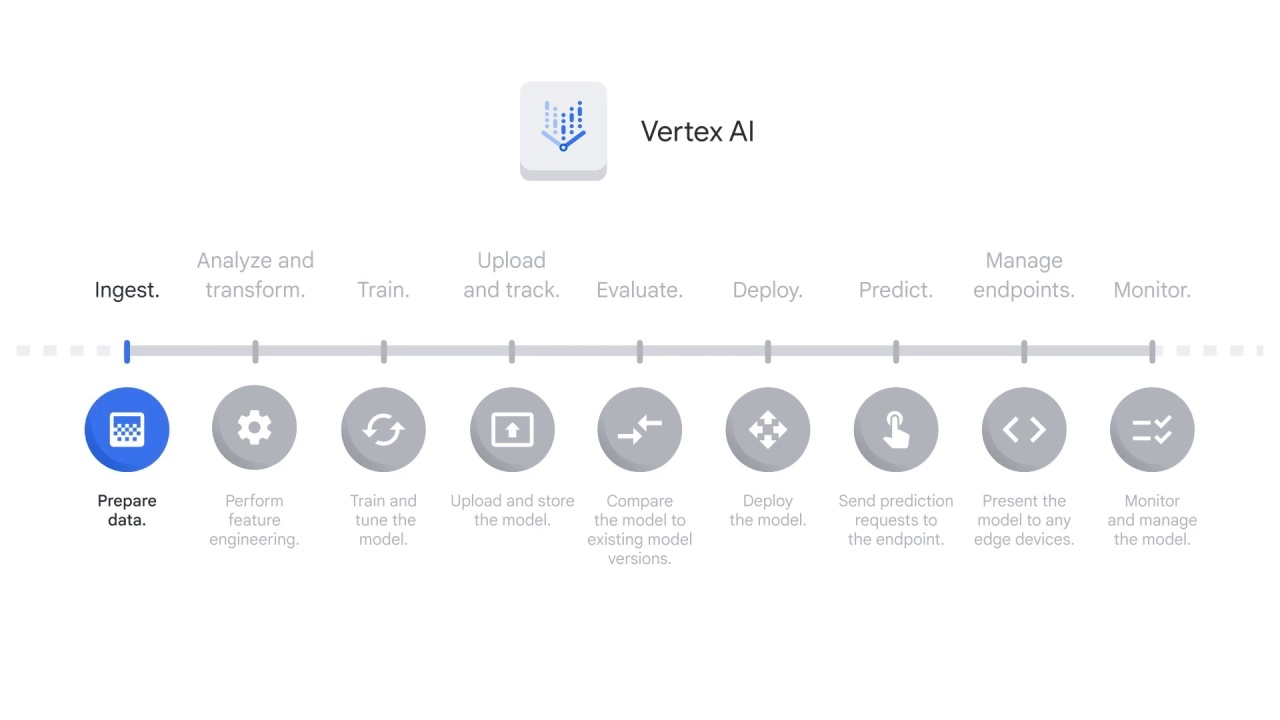 Vertex AI
Ingest.
Analyze and
transform.
Train.
Upload
and track.
Evaluate.
Deploy.
Predict.
Manage
endpoints.
Monitor.
Prepare
data.
Perform
feature
engineering.
Train and
tune the
model.
Upload and store
the model.
Compare
the model to
existing model
versions.
Deploy
the model.
Send prediction
requests to
the endpoint.
Present the
model to any
edge devices.
Monitor
and manage
the model.